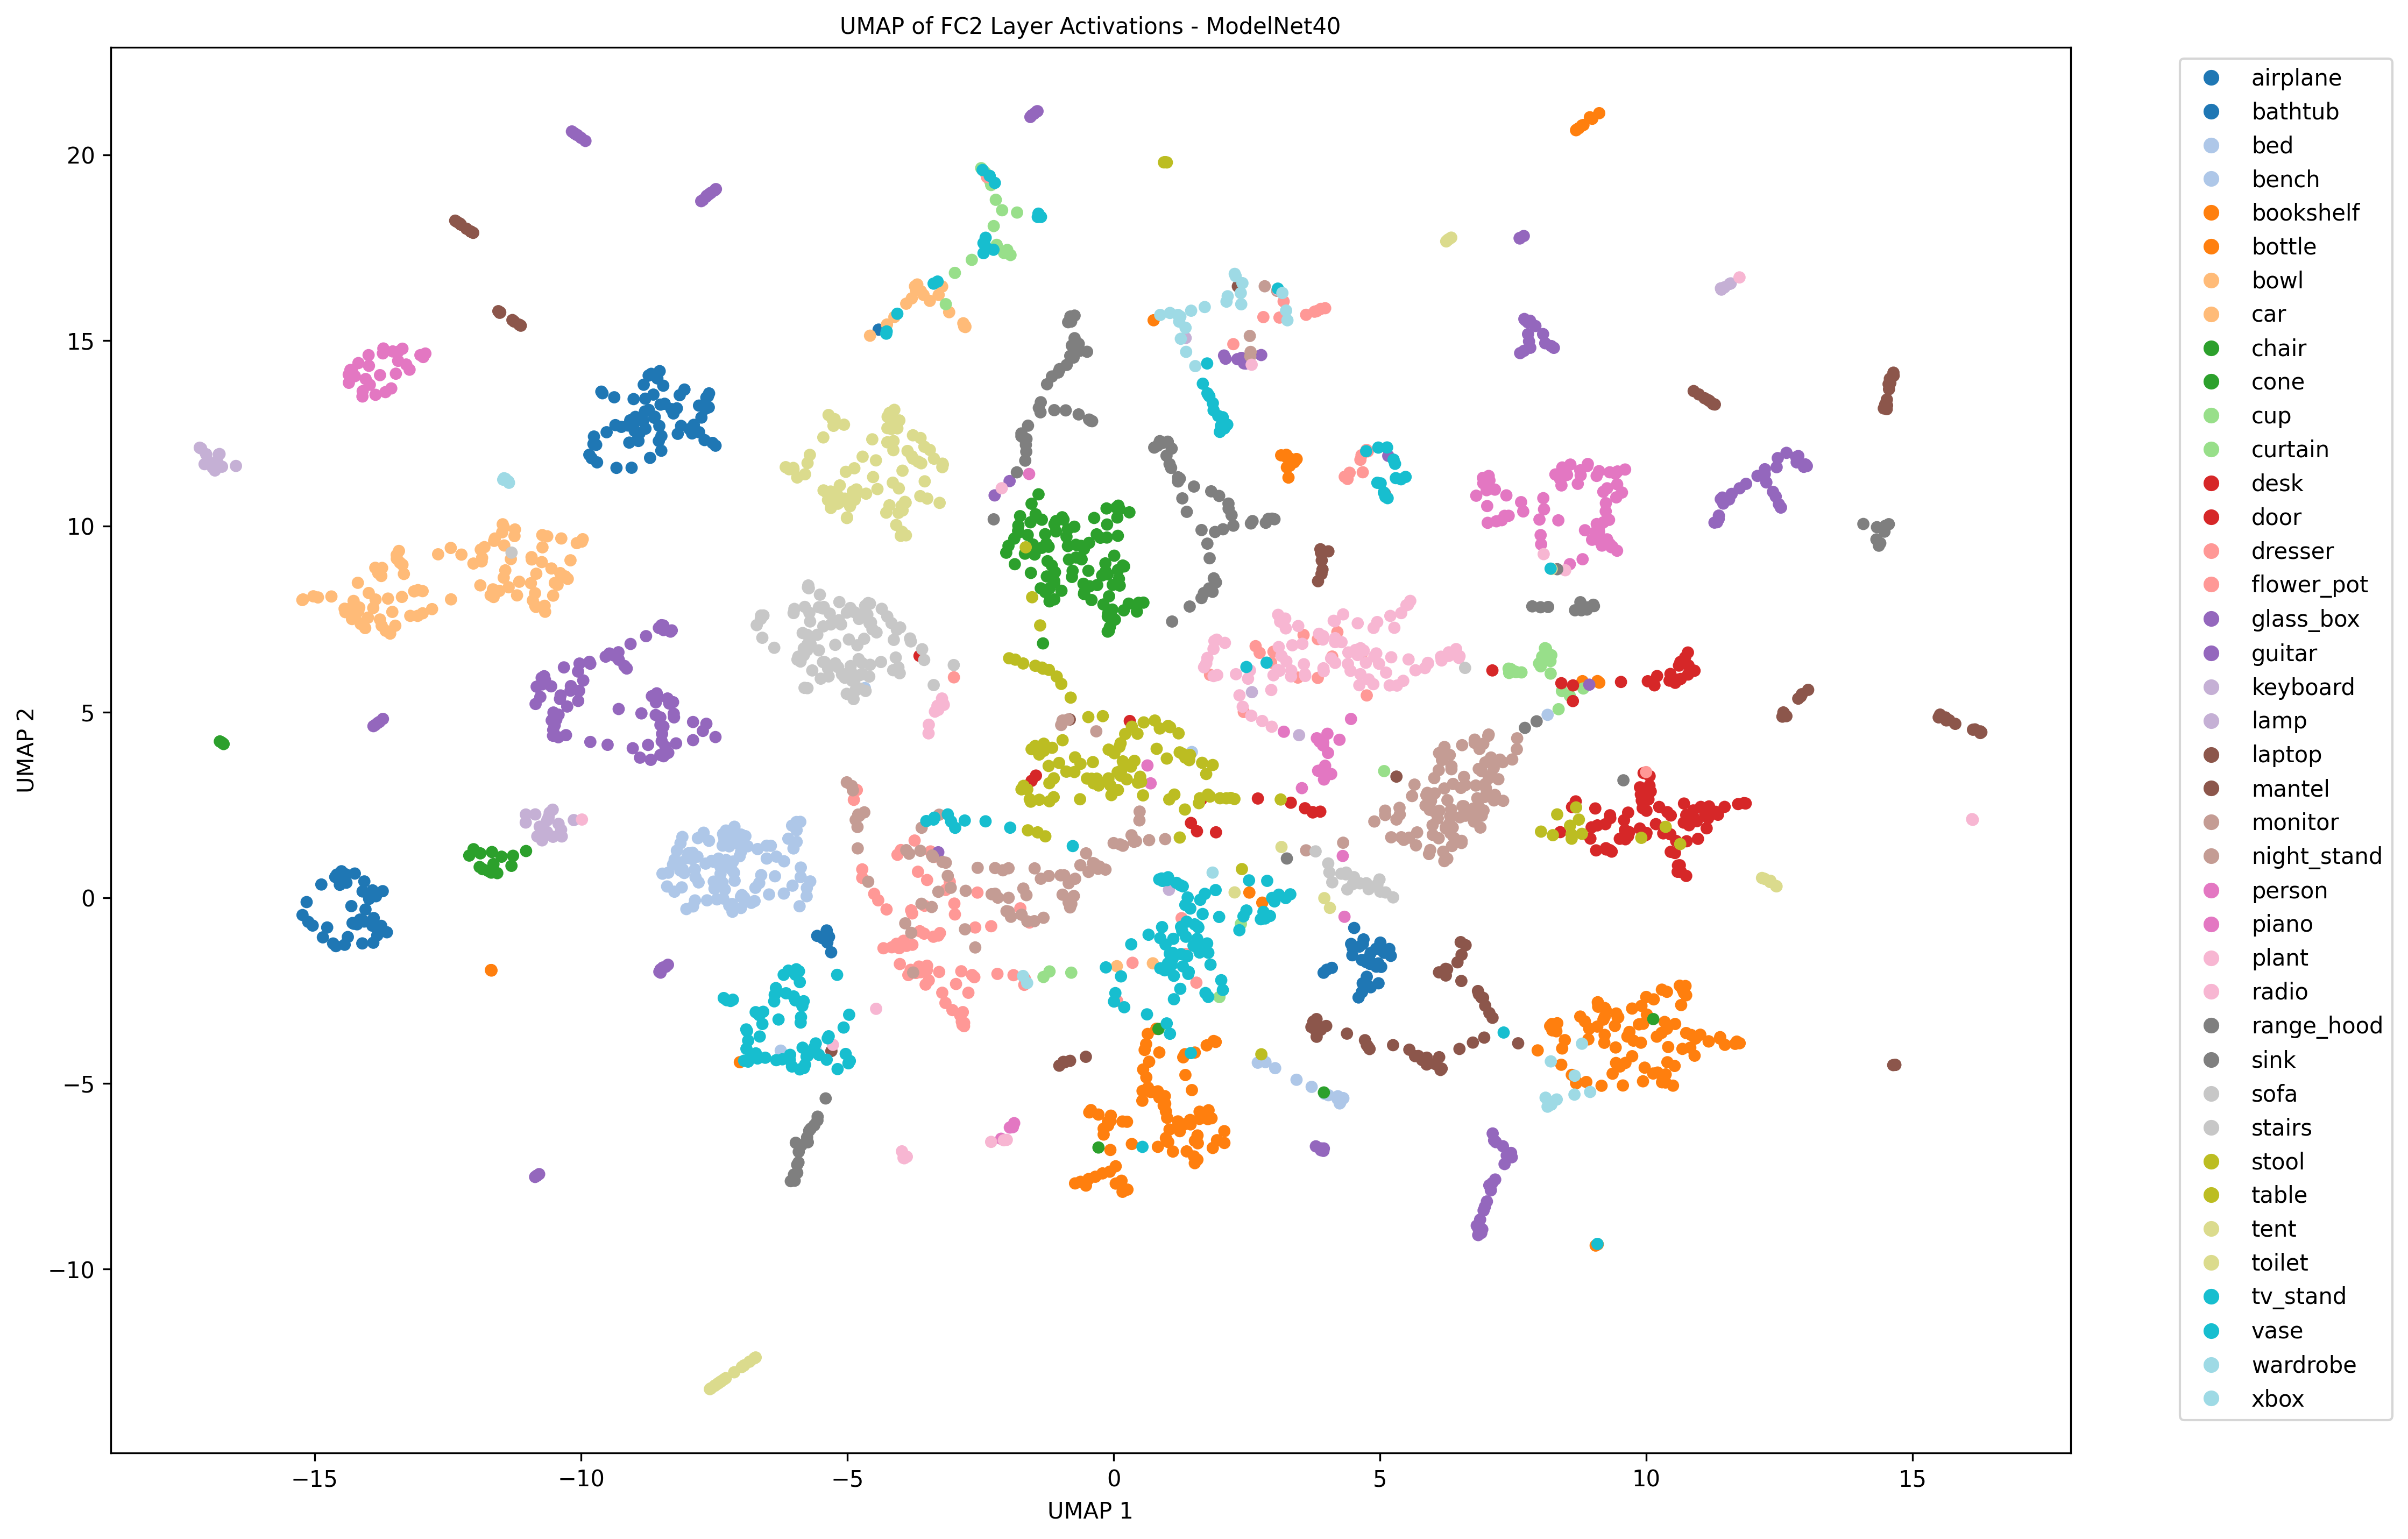 UMAP of FC2 Layer Activations - ModelNet40
20
15
10
5
0
−5
−10
UMAP 2
−15
−10
−5
0
5
10
15
UMAP 1
airplane
bathtub
bed
bench
bookshelf
bottle
bowl
car
chair
cone
cup
curtain
desk
door
dresser
flower_pot
glass_box
guitar
keyboard
lamp
laptop
mantel
monitor
night_stand
person
piano
plant
radio
range_hood
sink
sofa
stairs
stool
table
tent
toilet
tv_stand
vase
wardrobe
xbox